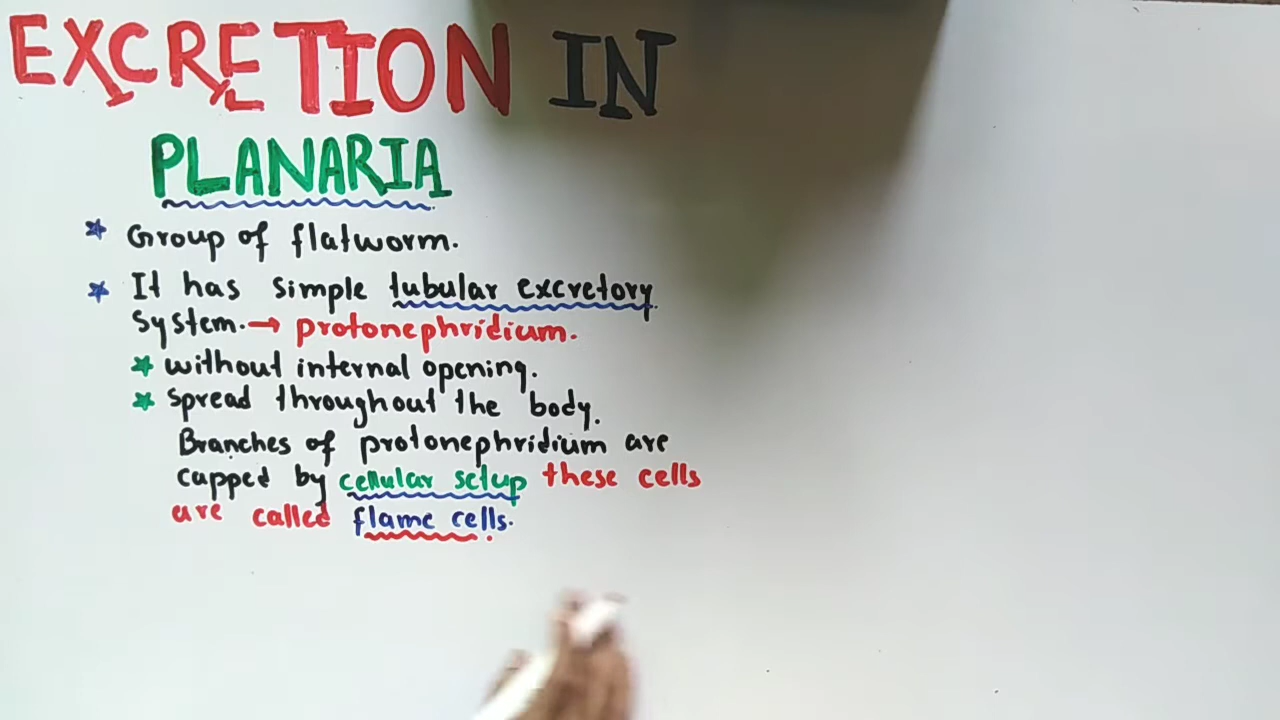 EXCRETION IN
PLANARIA
* Group of flatworm.
* It has simple tubular excretory
system. → protonephridium.
* without internal opening.
* spread throughout the body.
Branches of protonephridium are
capped by cellular setup these cells
are called flame cells.